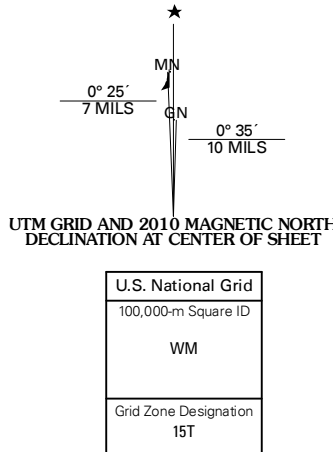 ★
MN
0° 25´
7 MILS
GN
0° 35´
10 MILS
UTM GRID AND 2010 MAGNETIC NORTH
DECLINATION AT CENTER OF SHEET
U.S. National Grid
100,000-m Square ID
WM
Grid Zone Designation
15T